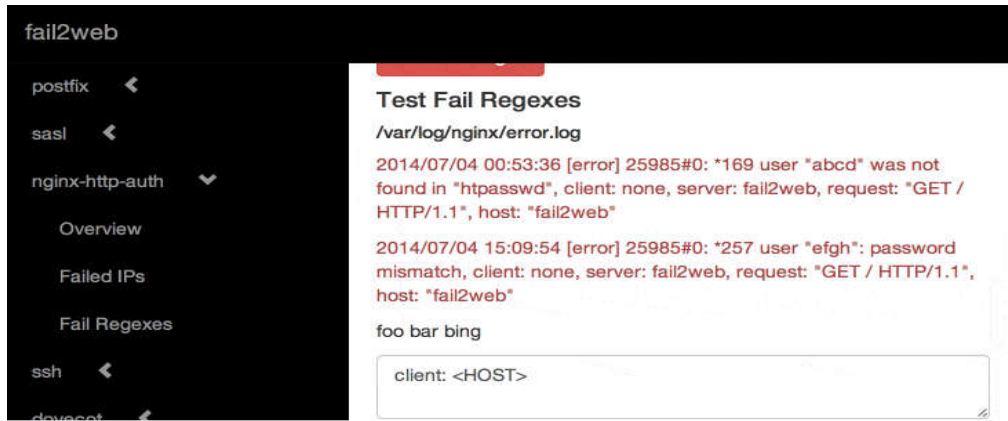 fail2web
postfix
sasl
nginx-http-auth
Overview
Failed IPs
Fail Regexes
ssh
dovecot
Test Fail Regexes
/var/log/nginx/error.log
2014/07/04 00:53:36 [error] 25985#0: *169 user "abcd" was not
found in "htpasswd", client: none, server: fail2web, request: "GET /
HTTP/1.1", host: "fail2web"
2014/07/04 15:09:54 [error] 25985#0: *257 user "efgh": password
mismatch, client: none, server: fail2web, request: "GET / HTTP/1.1",
host: "fail2web"
foo bar bing
client: <HOST>